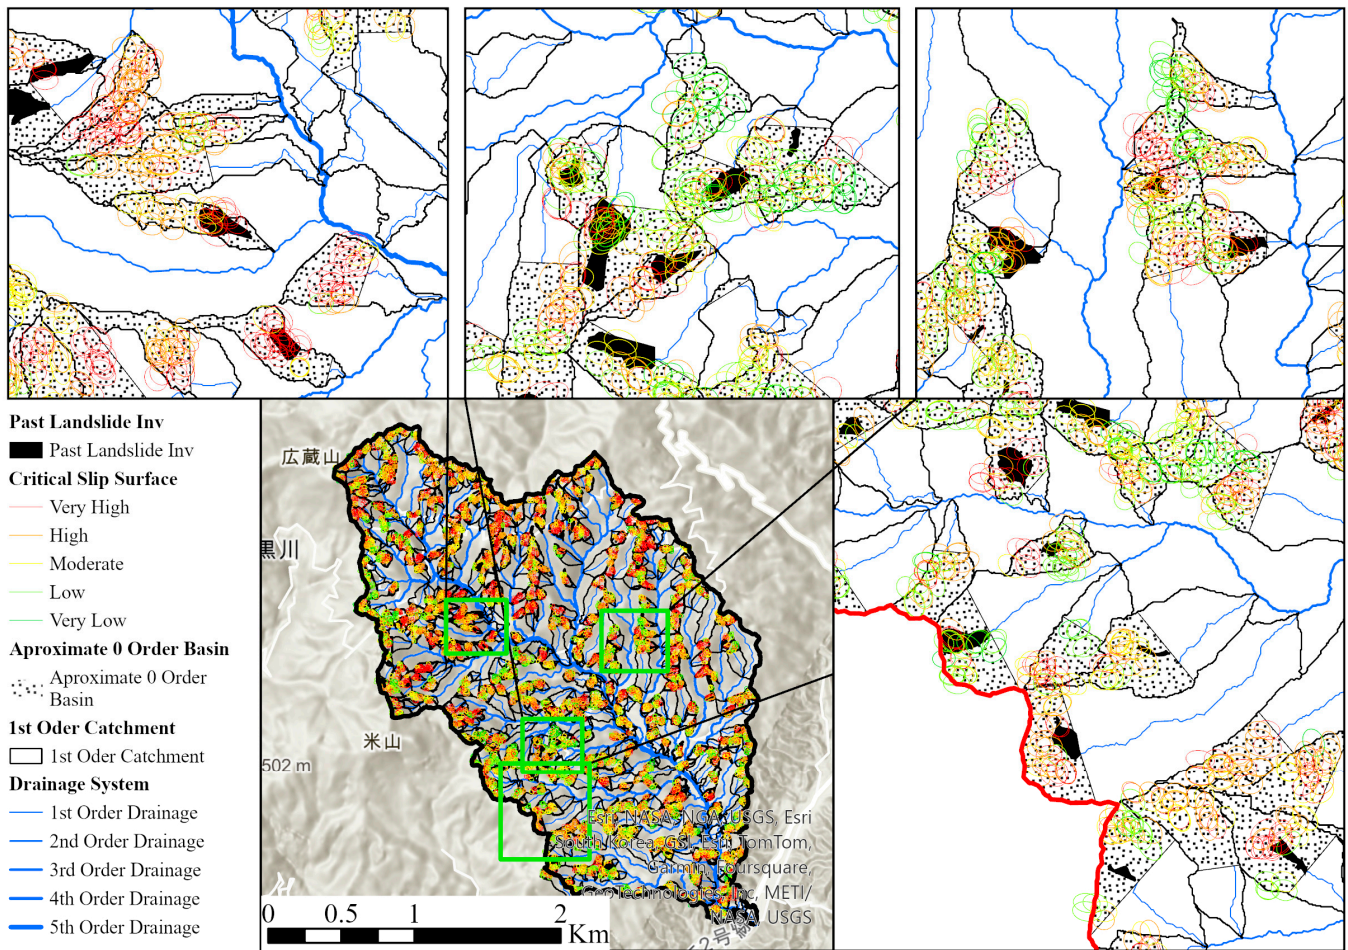 Past Landslide Inv
Past Landslide Inv
Critical Slip Surface
Very High
High
Moderate
Low
Very Low
Aproximate 0 Order Basin
Aproximate 0 Order
Basin
1st Oder Catchment
1st Oder Catchment
Drainage System
1st Order Drainage
2nd Order Drainage
3rd Order Drainage
4th Order Drainage
5th Order Drainage
広蔵山
黒川
米山
502 m
Esri, NASA, NGA, USGS, Esri
South Korea, GSI, Esri, TomTom,
Garmin, Foursquare,
GeoTechnologies, Inc, METI/
NASA, USGS
0 0.5 1 2 Km